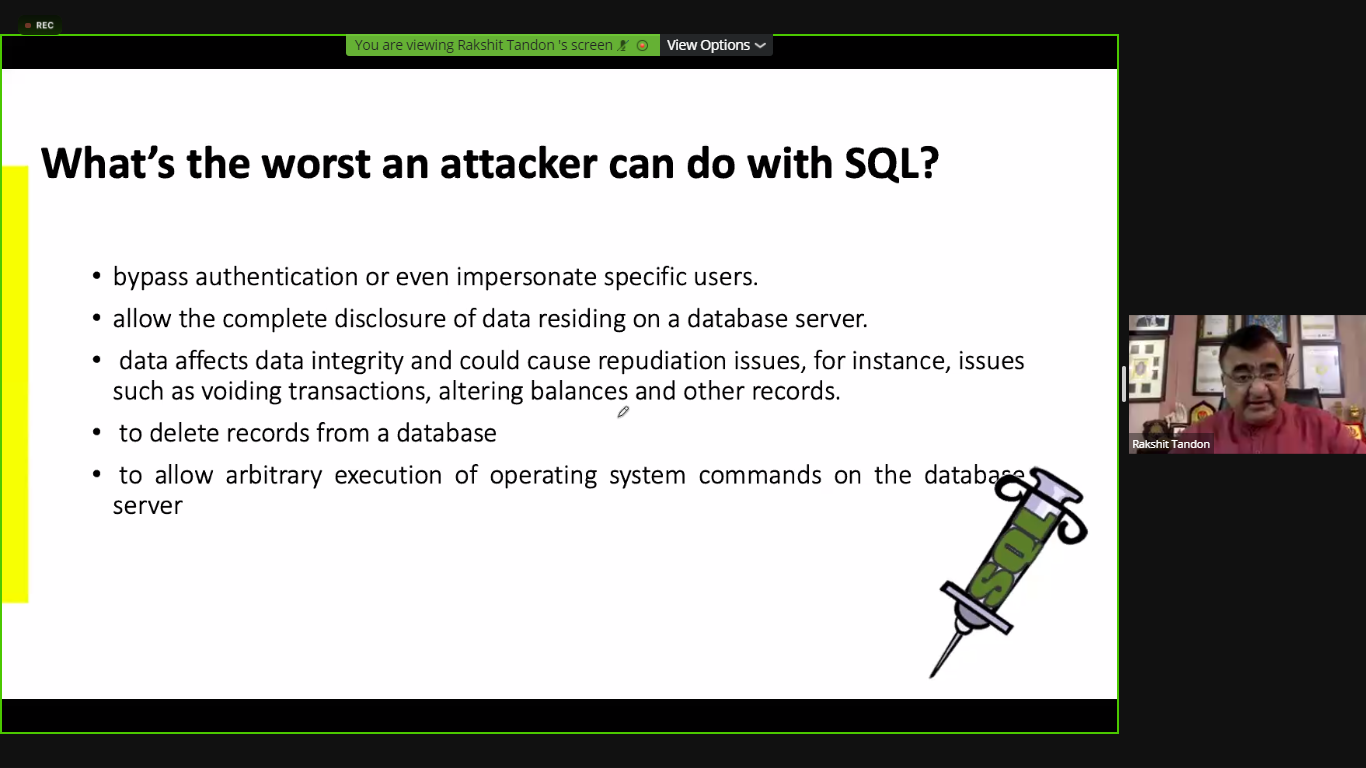 REC
You are viewing Rakshit Tandon 's screen
View Options
What's the worst an attacker can do with SQL?
• bypass authentication or even impersonate specific users.
• allow the complete disclosure of data residing on a database server.
• data affects data integrity and could cause repudiation issues, for instance, issues
such as voiding transactions, altering balances and other records.
• to delete records from a database
• to allow arbitrary execution of operating system commands on the database
server
SQL
Rakshit Tandon